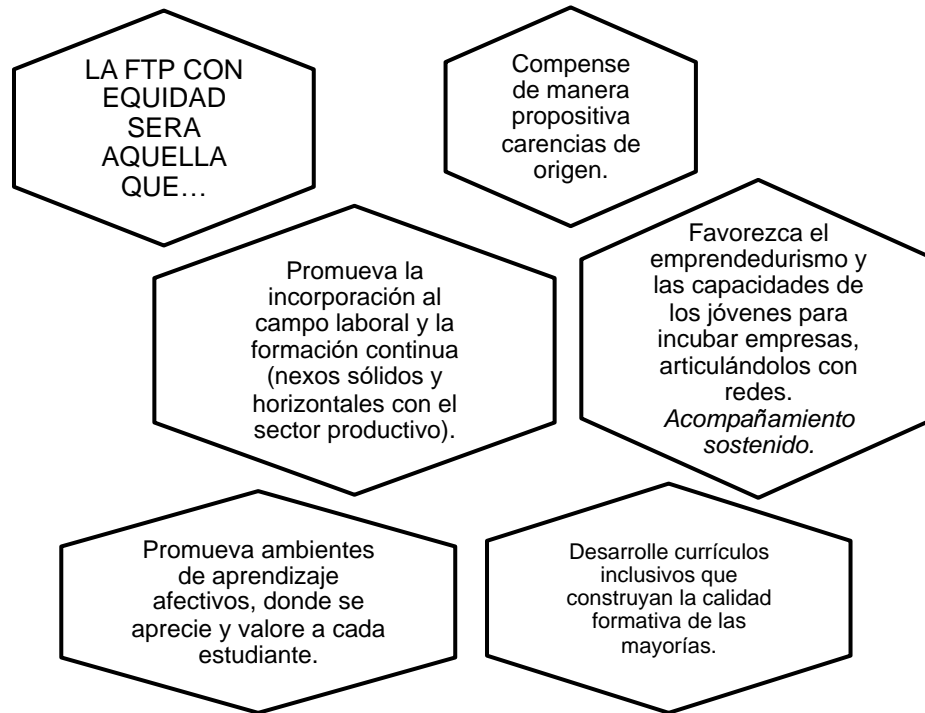 LA FTP CON
EQUIDAD
SERA
AQUELLA
QUE…
Compense
de manera
propositiva
carencias de
origen.
Promueva la
incorporación al
campo laboral y la
formación continua
(nexos sólidos y
horizontales con el
sector productivo).
Favorezca el
emprendedurismo y
las capacidades de
los jóvenes para
incubar empresas,
articulándolos con
redes.
Acompañamiento
sostenido.
Promueva ambientes
de aprendizaje
afectivos, donde se
aprecie y valore a cada
estudiante.
Desarrolle currículos
inclusivos que
construyan la calidad
formativa de las
mayorías.